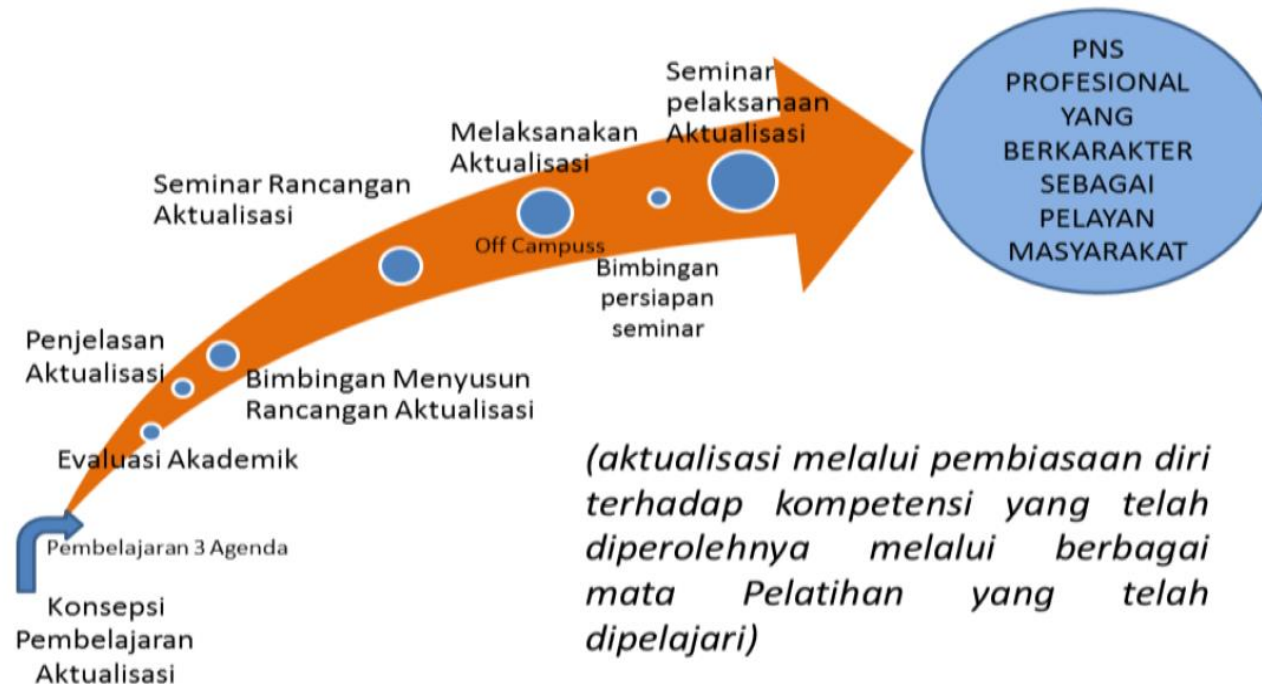 PNS
PROFESIONAL
YANG
BERKARAKTER
SEBAGAI
PELAYAN
MASYARAKAT
Seminar
pelaksanaan
Aktualisasi
Melaksanakan
Aktualisasi
Off Campuss
Seminar Rancangan
Aktualisasi
Bimbingan
persiapan
seminar
Penjelasan
Aktualisasi
Bimbingan Menyusun
Rancangan Aktualisasi
Evaluasi Akademik
Pembelajaran 3 Agenda
Konsepsi
Pembelajaran
Aktualisasi
(aktualisasi melalui pembiasaan diri
terhadap kompetensi yang telah
diperolehnya melalui berbagai
mata Pelatihan yang telah
dipelajari)